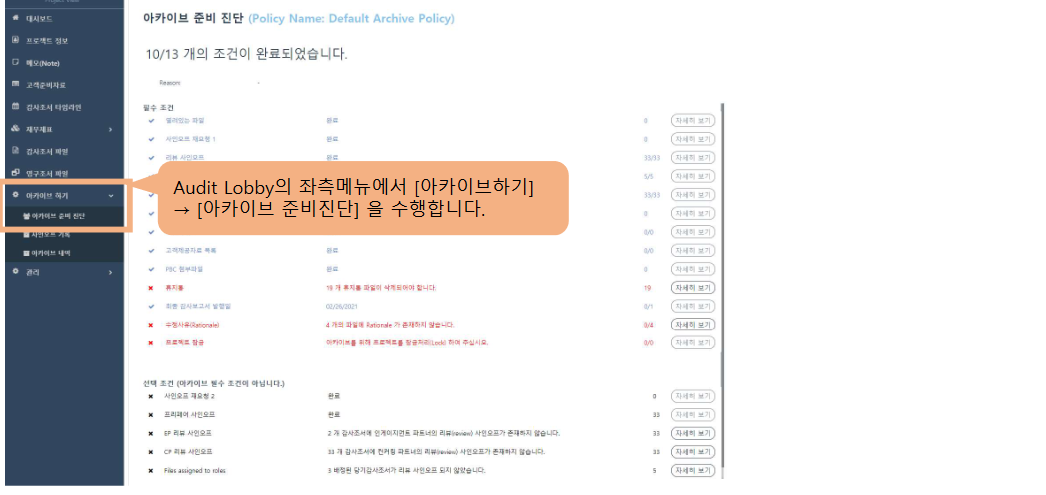 Project View
대시보드
프로젝트 정보
메모(Note)
고객준비자료
감사조서 타임라인
재무제표
감사조서 파일
영구조서 파일
아카이브 하기
아카이브 준비 진단
사인오프 기록
아카이브 내역
관리
아카이브 준비 진단 (Policy Name: Default Archive Policy)
10/13 개의 조건이 완료되었습니다.
Reason -
필수 조건
열려있는 파일 완료 0 자세히 보기
사인오프 재요청 1 완료 0 자세히 보기
리뷰 사인오프 완료 33/33 자세히 보기
5/5 자세히 보기
33/33 자세히 보기
0 자세히 보기
0/0 자세히 보기
Audit Lobby의 좌측메뉴에서 [아카이브하기]
→ [아카이브 준비진단] 을 수행합니다.
고객제공자료 목록 완료 0/0 자세히 보기
PBC 첨부파일 완료 0 자세히 보기
휴지통 19 개 휴지통 파일이 삭제되어야 합니다. 19 자세히 보기
최종 감사보고서 발행일 02/26/2021 0/1 자세히 보기
수정사유(Rationale) 4 개의 파일에 Rationale 가 존재하지 않습니다. 0/4 자세히 보기
프로젝트 잠금 아카이브를 위해 프로젝트를 잠금처리(Lock) 하여 주십시오. 0/0 자세히 보기
선택 조건 (아카이브 필수 조건이 아닙니다.)
사인오프 재요청 2 완료 0 자세히 보기
프리페어 사인오프 완료 33 자세히 보기
EP 리뷰 사인오프 2 개 감사조서에 인게이지먼트 파트너의 리뷰(review) 사인오프가 존재하지 않습니다. 33 자세히 보기
CP 리뷰 사인오프 33 개 감사조서에 컨커링 파트너의 리뷰(review) 사인오프가 존재하지 않습니다. 33 자세히 보기
Files assigned to roles 3 배정된 당기감사조서가 리뷰 사인오프 되지 않았습니다. 5 자세히 보기